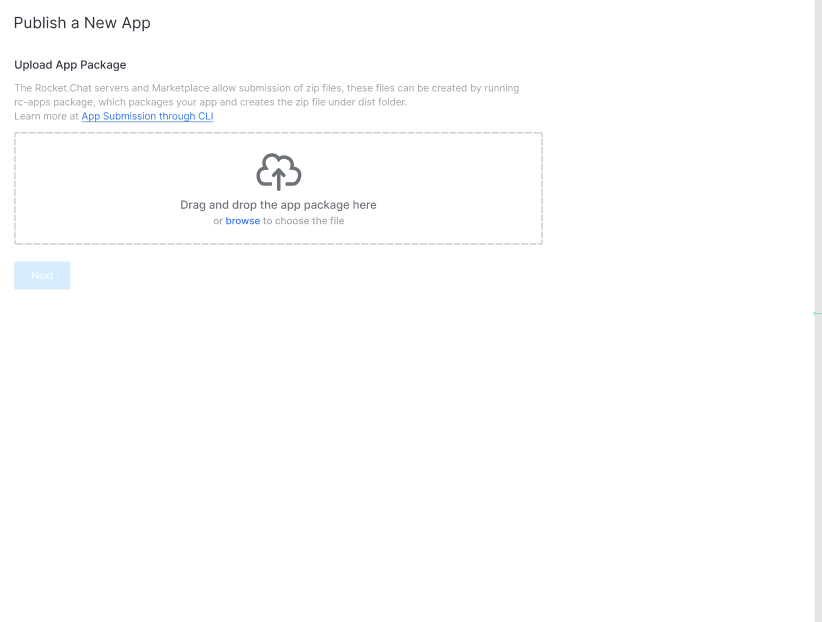 Publish a New App
Upload App Package
The Rocket.Chat servers and Marketplace allow submission of zip files, these files can be created by running
rc-apps package, which packages your app and creates the zip file under dist folder.
Learn more at App Submission through CLI
Drag and drop the app package here
or browse to choose the file
Next